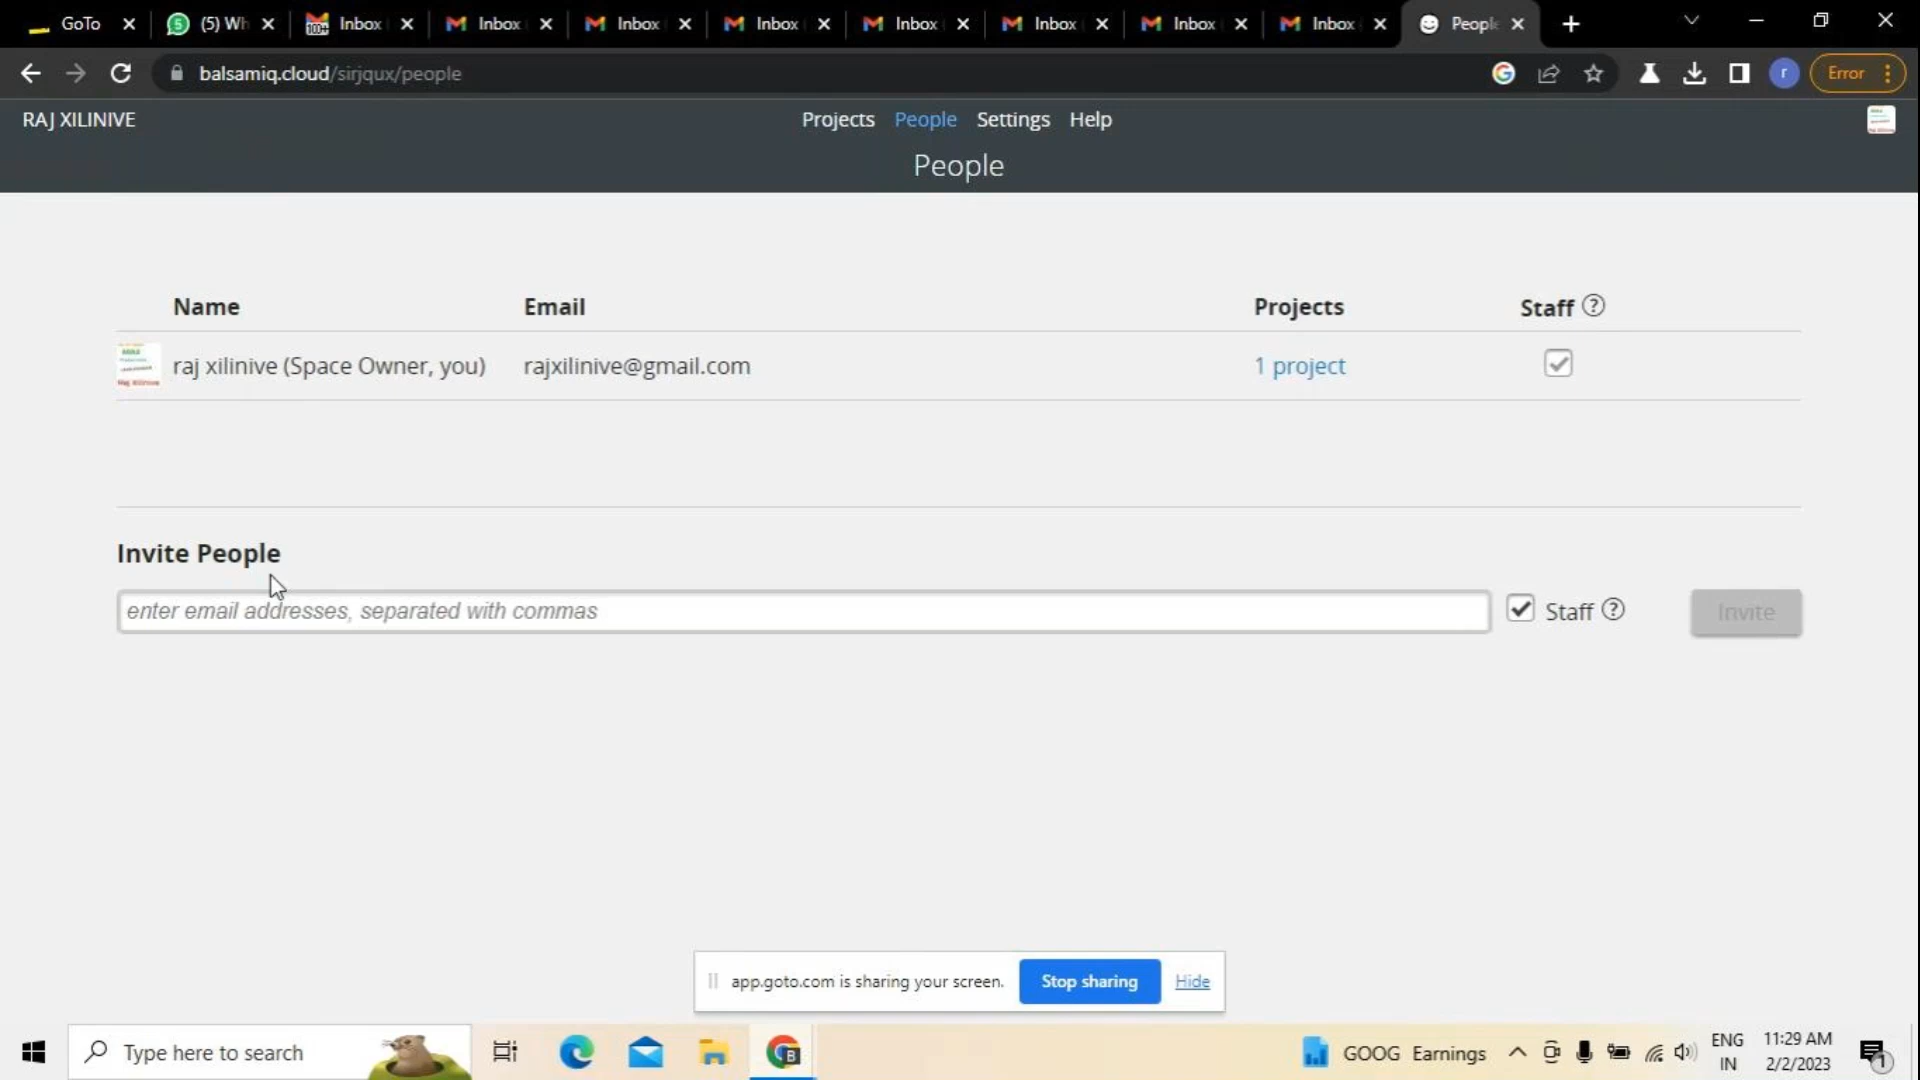 GoTo
(5) Wh
Inbox
Inbox
Inbox
Inbox
Inbox
Inbox
Inbox
Inbox
People
balsamiq.cloud/sirjqux/people
r
Error
RAJ XILINIVE
Projects People Settings Help
People
Name Email Projects Staff ?
raj xilinive (Space Owner, you) rajxilinive@gmail.com 1 project
Invite People
enter email addresses, separated with commas
Staff ?
Invite
app.goto.com is sharing your screen. Stop sharing Hide
Type here to search
GOOG Earnings
ENG
IN
11:29 AM
2/2/2023
1